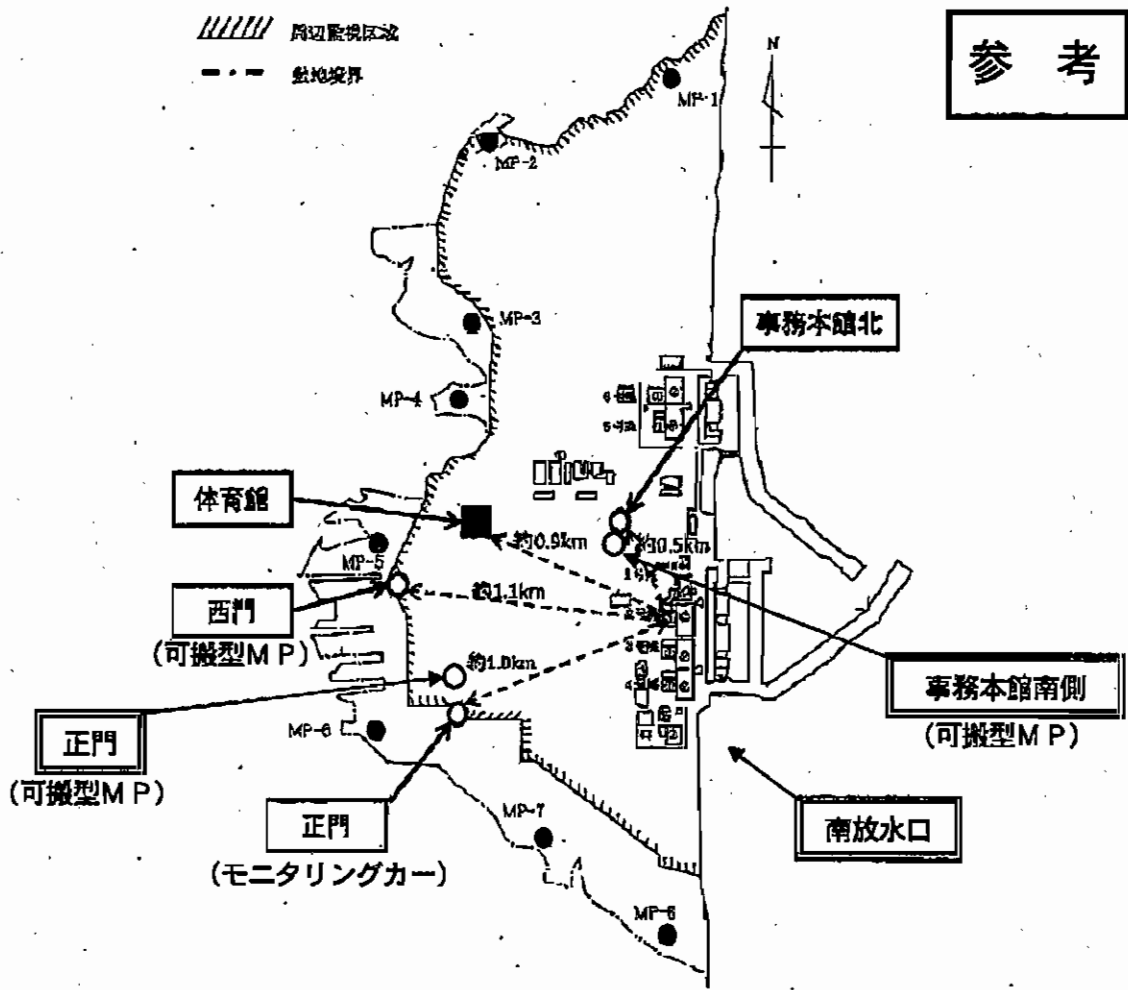 周辺監視区域
敷地境界
参 考
N
MP-1
MP-2
MP-3
MP-4
事務本館北
体育館
約0.9km
約0.5km
MP-5
約1.1km
西門
(可搬型MP)
約1.0km
事務本館南側
(可搬型MP)
MP-6
正門
(可搬型MP)
正門
(モニタリングカー)
MP-7
南放水口